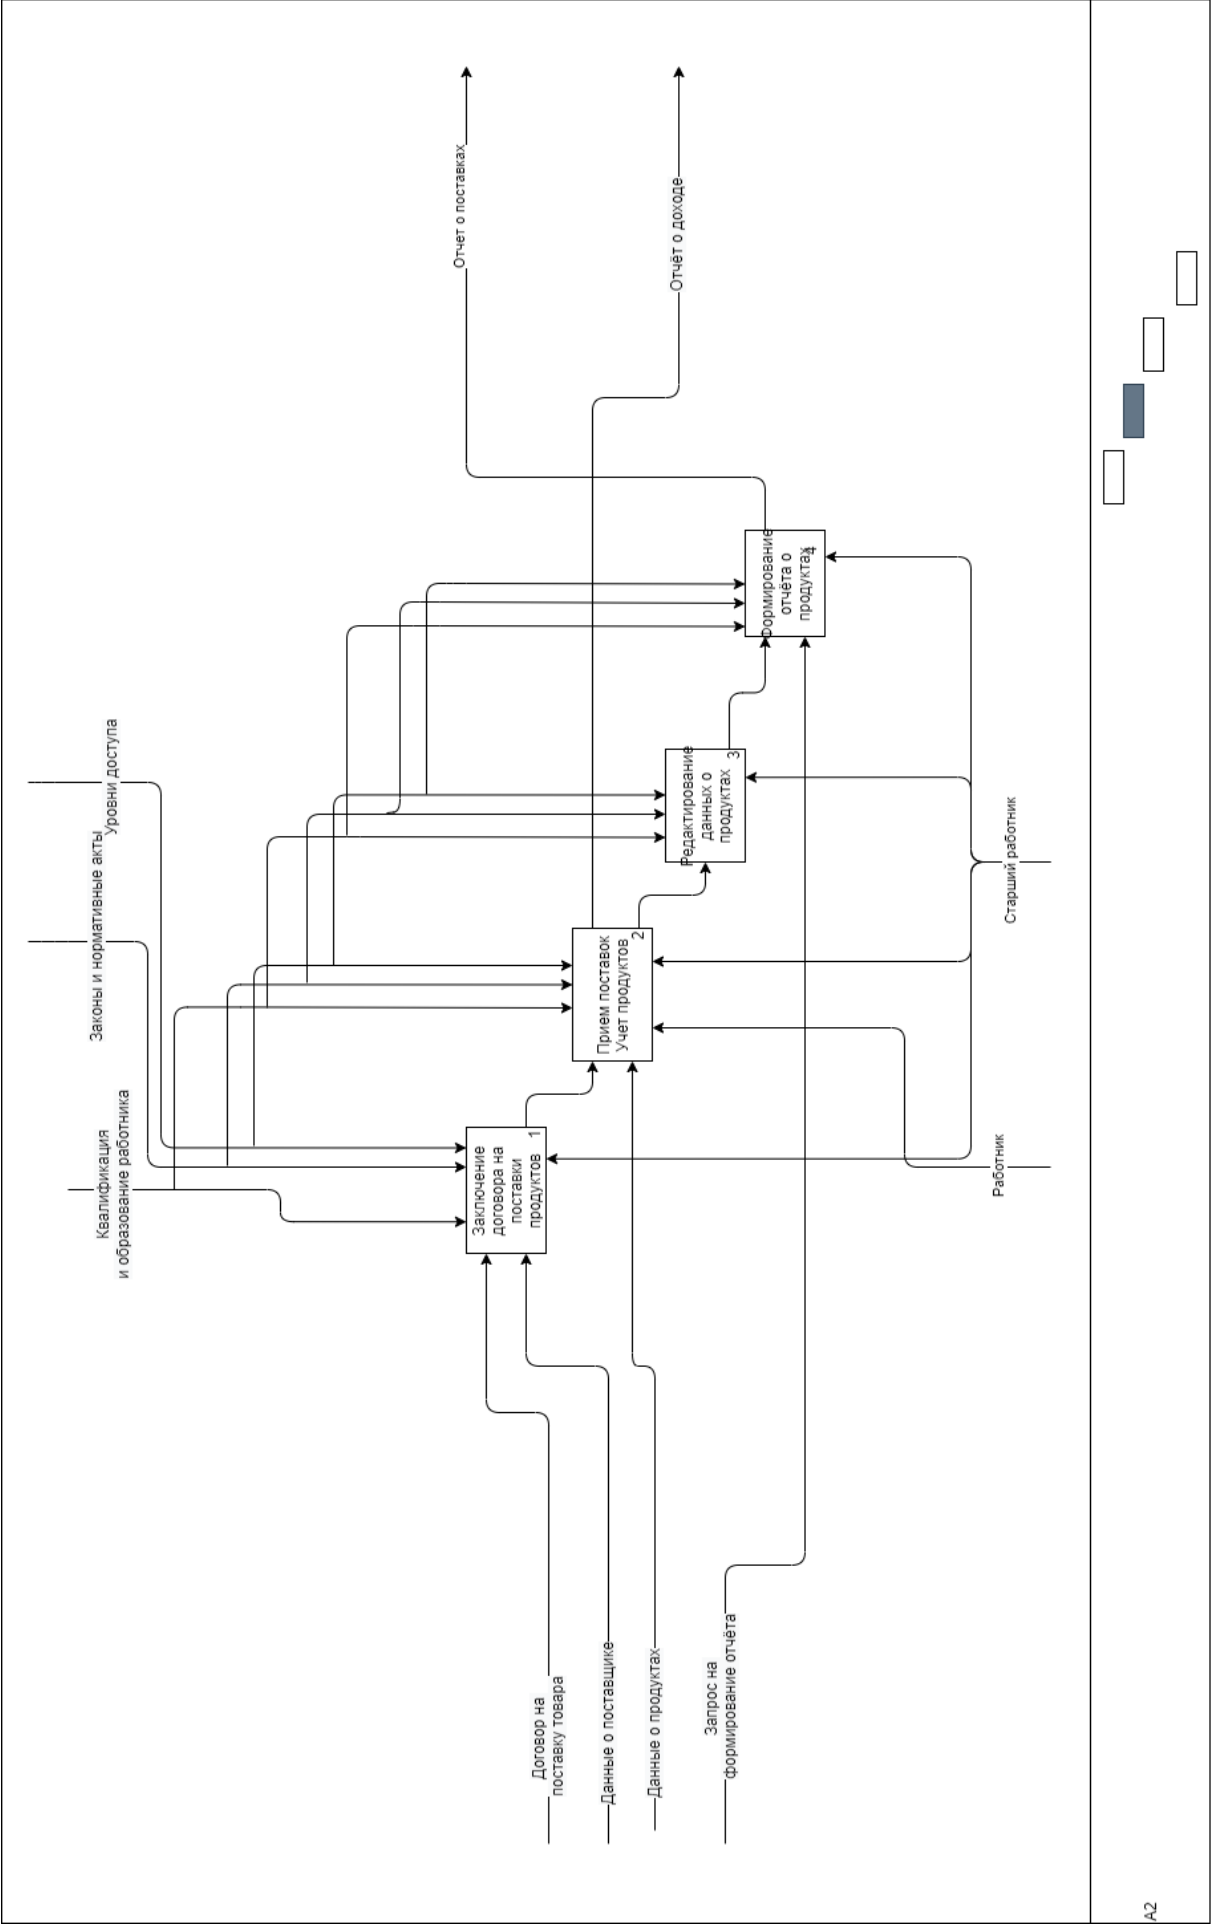 Квалификация
и образование работника
Законы и нормативные акты
Уровни доступа
Договор на
поставку товара
Данные о поставщике
Данные о продуктах
Запрос на
формирование отчёта
Заключение
договора на
поставки
продуктов
1
Прием поставок
Учет продуктов
2
Редактирование
данных о
продуктах
3
Формирование
отчёта о
продуктах
4
Отчет о поставках
Отчёт о доходе
Работник
Старший работник
A2